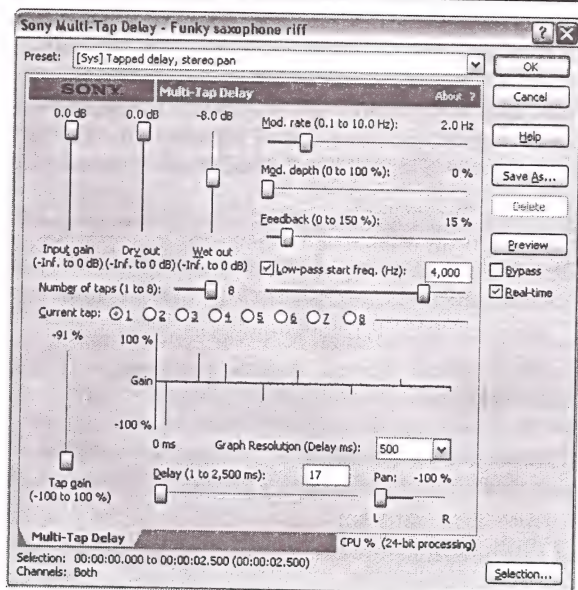 Sony Multi-Tap Delay - Funky saxophone riff
Preset: [Sys] Tapped delay, stereo pan
OK
SONY Multi-Tap Delay About ?
Cancel
0.0 dB 0.0 dB -8.0 dB
Mod. rate (0.1 to 10.0 Hz): 2.0 Hz
Help
Mod. depth (0 to 100 %): 0 %
Save As...
Delete
Feedback (0 to 150 %): 15 %
Preview
Input gain Dry out Wet out
(-Inf. to 0 dB) (-Inf. to 0 dB) (-Inf. to 0 dB)
Low-pass start freq. (Hz): 4,000
Bypass
Number of taps (1 to 8): 8
Real-time
Current tap: 1 2 3 4 5 6 7 8
-91 % 100 %
Gain
-100 %
0 ms Graph Resolution (Delay ms): 500
Tap gain
(-100 to 100 %)
Delay (1 to 2,500 ms): 17 Pan: -100 %
L R
Multi-Tap Delay CPU % (24-bit processing)
Selection: 00:00:00.000 to 00:00:02.500 (00:00:02.500)
Channels: Both
Selection...